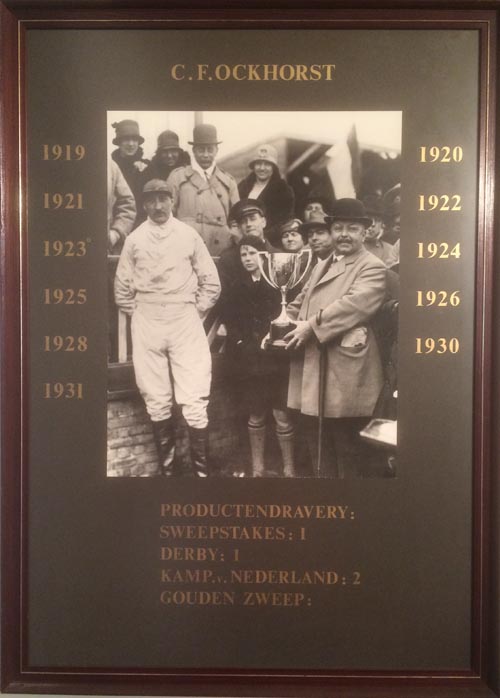 C.F.OCKHORST
1919 1920
1921 1922
1923° 1924
1925 1926
1928 1930
1931
PRODUCTENDRAVERY:
SWEEPSTAKES: 1
DERBY: 1
KAMP.v.NEDERLAND: 2
GOUDEN ZWEEP: